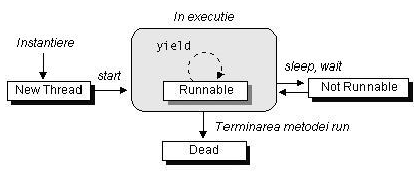 In executie
Instantiere
yield
start
sleep, wait
New Thread
Runnable
Not Runnable
Terminarea metodei run
Dead